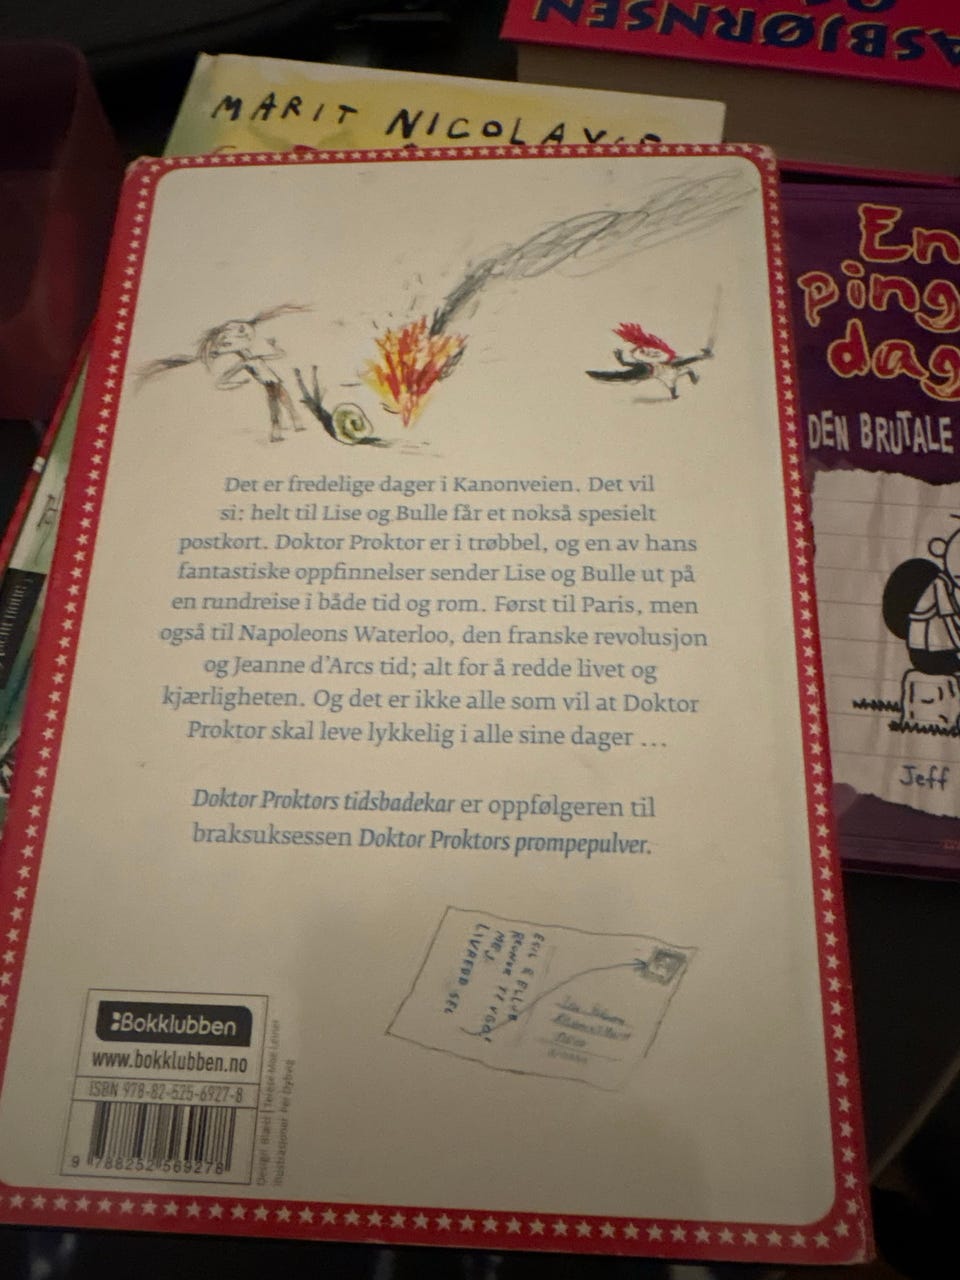 ASBJØRNSEN
MARIT NICOLAYS
En
ping
dag
DEN BRUTALE
Jeff
Det er fredelige dager i Kanonveien. Det vil
si: helt til Lise og Bulle får et nokså spesielt
postkort. Doktor Proktor er i trøbbel, og en av hans
fantastiske oppfinnelser sender Lise og Bulle ut på
en rundreise i både tid og rom. Først til Paris, men
også til Napoleons Waterloo, den franske revolusjon
og Jeanne d’Arcs tid; alt for å redde livet og
kjærligheten. Og det er ikke alle som vil at Doktor
Proktor skal leve lykkelig i alle sine dager ...
Doktor Proktors tidsbadekar er oppfølgeren til
braksuksessen Doktor Proktors prompepulver.
:Bokklubben
www.bokklubben.no
ISBN 978-82-525-6927-8
9 788252 569278
Illustrasjoner Per Dybvig